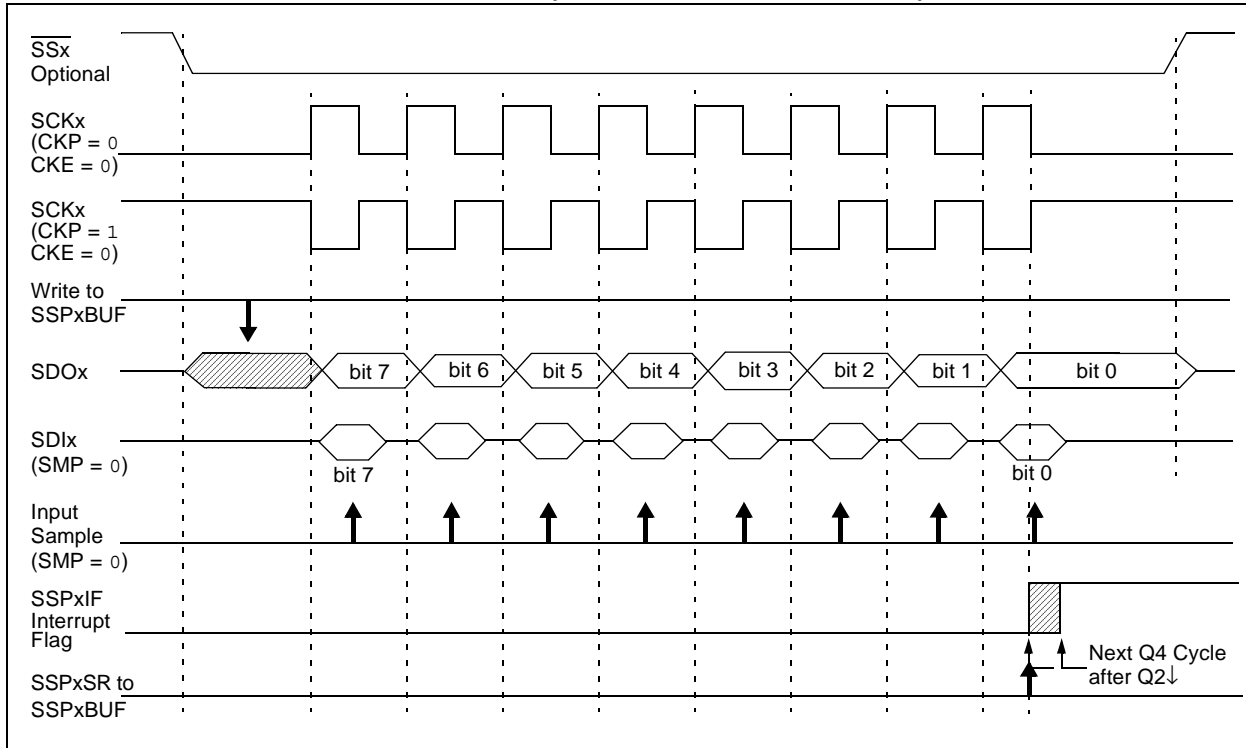 SSx
Optional
SCKx
(CKP = 0
CKE = 0)
SCKx
(CKP = 1
CKE = 0)
Write to
SSPxBUF
SDOx
bit 7
bit 6
bit 5
bit 4
bit 3
bit 2
bit 1
bit 0
SDIx
(SMP = 0)
bit 7
bit 0
Input
Sample
(SMP = 0)
SSPxIF
Interrupt
Flag
Next Q4 Cycle
after Q2↓
SSPxSR to
SSPxBUF